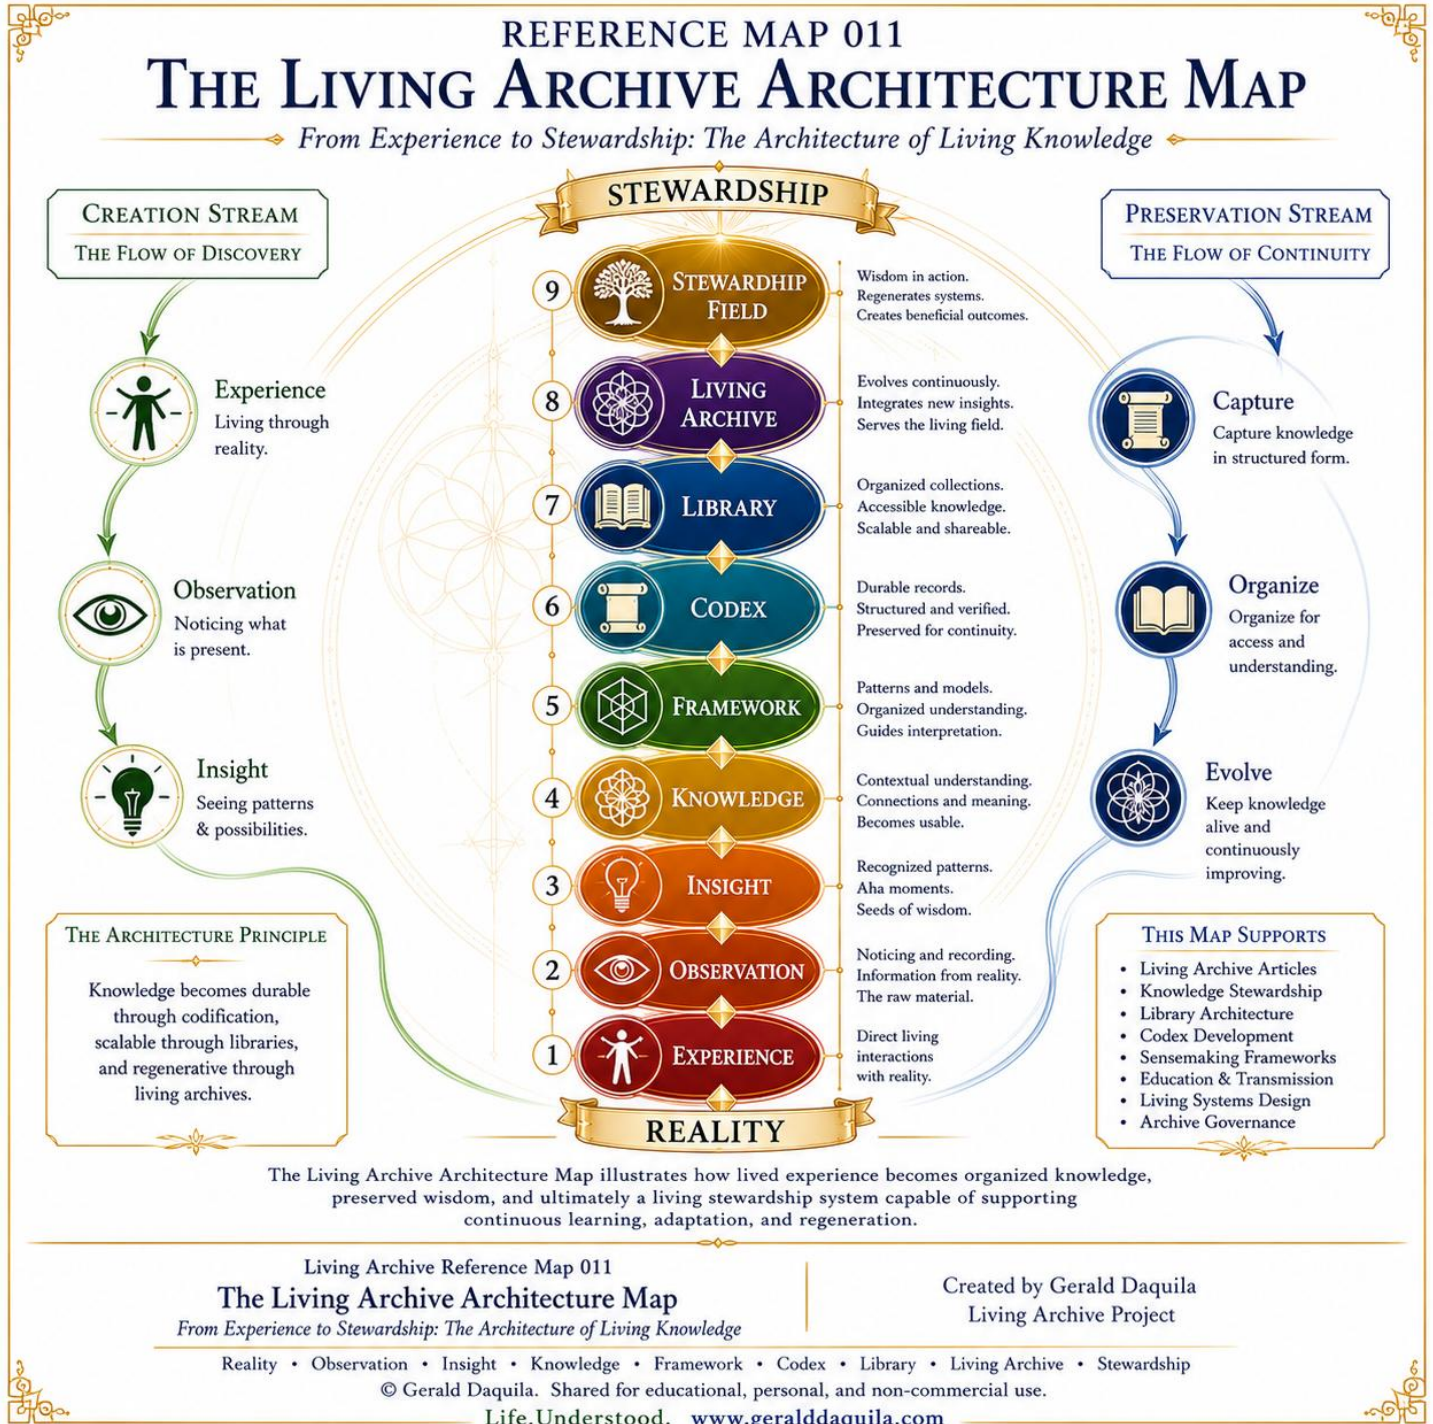 REFERENCE MAP 011
THE LIVING ARCHIVE ARCHITECTURE MAP
From Experience to Stewardship: The Architecture of Living Knowledge
CREATION STREAM
THE FLOW OF DISCOVERY
Experience
Living through
reality.
Observation
Noticing what
is present.
Insight
Seeing patterns
& possibilities.
THE ARCHITECTURE PRINCIPLE
Knowledge becomes durable
through codification,
scalable through libraries,
and regenerative through
living archives.
STEWARDSHIP
9
STEWARDHIP
FIELD
Wisdom in action.
Regenerates systems.
Creates beneficial outcomes.
8
LIVING
ARCHIVE
Evolves continuously.
Integrates new insights.
Serves the living field.
7
LIBRARY
Organized collections.
Accessible knowledge.
Scalable and shareable.
6
CODEX
Durable records.
Structured and verified.
Preserved for continuity.
5
FRAMEWORK
Patterns and models.
Organized understanding.
Guides interpretation.
4
KNOWLEDGE
Contextual understanding.
Connections and meaning.
Becomes usable.
3
INSIGHT
Recognized patterns.
Aha moments.
Seeds of wisdom.
2
OBSERVATION
Noticing and recording.
Information from reality.
The raw material.
1
EXPERIENCE
Direct living
interactions
with reality.
REALITY
PRESERVATION STREAM
THE FLOW OF CONTINUITY
Capture
Capture knowledge
in structured form.
Organize
Organize for
access and
understanding.
Evolve
Keep knowledge
alive and
continuously
improving.
THIS MAP SUPPORTS
• Living Archive Articles
• Knowledge Stewardship
• Library Architecture
• Codex Development
• Sensemaking Frameworks
• Education & Transmission
• Living Systems Design
• Archive Governance
The Living Archive Architecture Map illustrates how lived experience becomes organized knowledge,
preserved wisdom, and ultimately a living stewardship system capable of supporting
continuous learning, adaptation, and regeneration.
Living Archive Reference Map 011
The Living Archive Architecture Map
From Experience to Stewardship: The Architecture of Living Knowledge
Created by Gerald Daquila
Living Archive Project
Reality • Observation • Insight • Knowledge • Framework • Codex • Library • Living Archive • Stewardship
© Gerald Daquila. Shared for educational, personal, and non-commercial use.
Life.Understood. www.geralddaquila.com